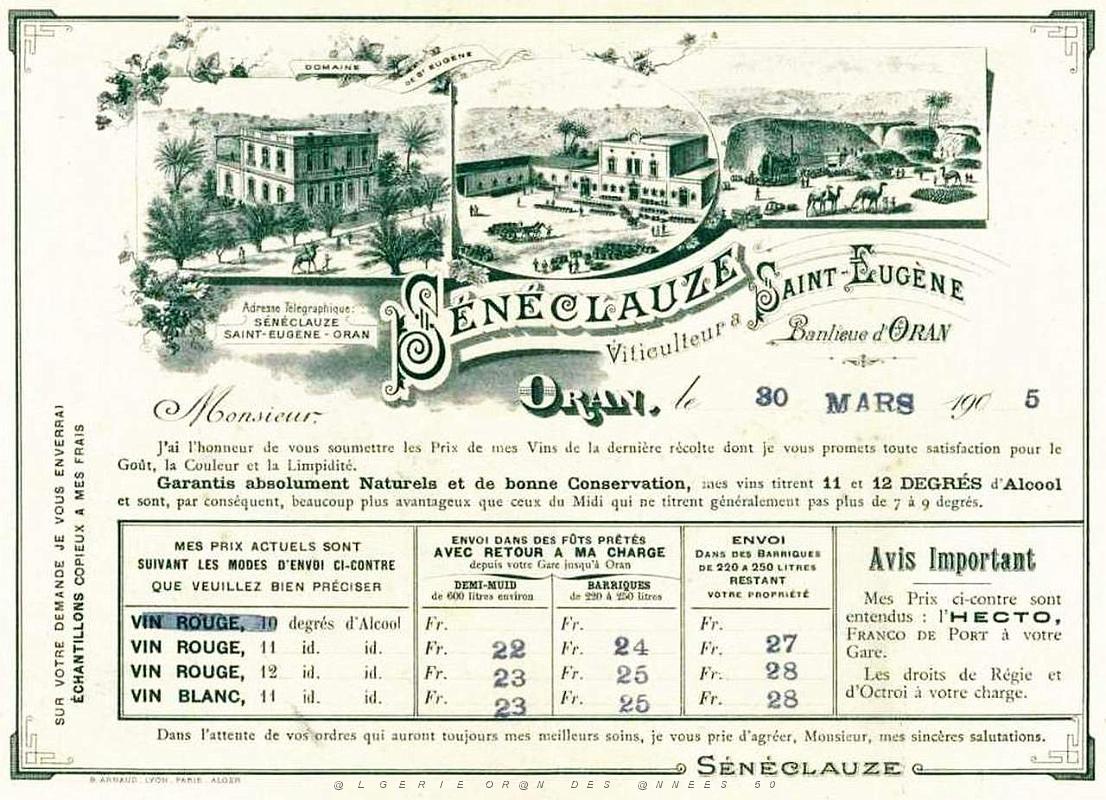 DOMAINE
DE St EUGÈNE
Adresse Télégraphique:
SÉNÉCLAUZE
SAINT-EUGÈNE - ORAN
SÉNÉCLAUZE
Viticulteur à
SAINT-EUGÈNE
Banlieue d'ORAN
ORAN, le 30 MARS 190 5
Monsieur,
J'ai l'honneur de vous soumettre les Prix de mes Vins de la dernière récolte dont je vous promets toute satisfaction pour le
Goût, la Couleur et la Limpidité.
Garantis absolument Naturels et de bonne Conservation, mes vins titrent 11 et 12 DEGRÉS d'Alcool
et sont, par conséquent, beaucoup plus avantageux que ceux du Midi qui ne titrent généralement pas plus de 7 à 9 degrés.
SUR VOTRE DEMANDE JE VOUS ENVERRAI
ÉCHANTILLONS COPIEUX A MES FRAIS
MES PRIX ACTUELS SONT
SUIVANT LES MODES D'ENVOI CI-CONTRE
QUE VEUILLEZ BIEN PRÉCISER
ENVOI DANS DES FÛTS PRÊTÉS
AVEC RETOUR A MA CHARGE
depuis votre Gare jusqu'à Oran
DEMI-MUID
de 600 litres environ
BARRIQUES
de 220 à 250 litres
ENVOI
DANS DES BARRIQUES
DE 220 A 250 LITRES
RESTANT
VOTRE PROPRIÉTÉ
VIN ROUGE, 10 degrés d'Alcool Fr. Fr. Fr.
VIN ROUGE, 11 id. id. Fr. 22 Fr. 24 Fr. 27
VIN ROUGE, 12 id. id. Fr. 23 Fr. 25 Fr. 28
VIN BLANC, 11 id. id. Fr. 23 Fr. 25 Fr. 28
Avis Important
Mes Prix ci-contre sont
entendus : l'HECTO,
FRANCO DE PORT à votre
Gare.
Les droits de Régie et
d'Octroi à votre charge.
Dans l'attente de vos ordres qui auront toujours mes meilleurs soins, je vous prie d'agréer, Monsieur, mes sincères salutations.
SÉNÉCLAUZE
B. ARNAUD, LYON, PARIS, ALGER
@LGERIE OR@N DES @NNEES 50